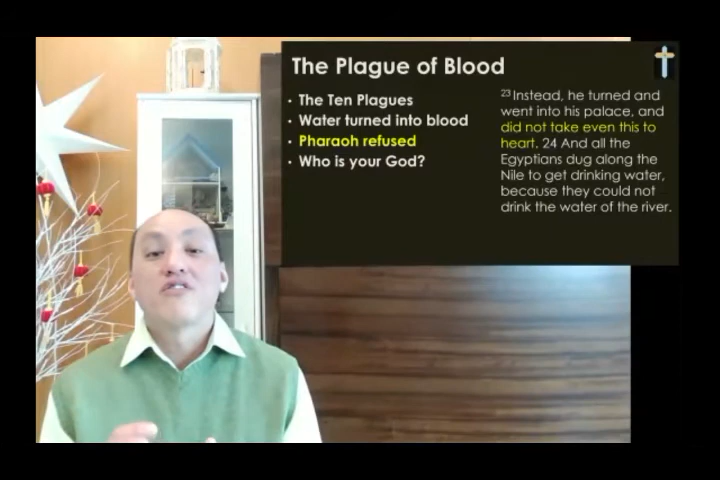 The Plague of Blood
• The Ten Plagues
• Water turned into blood
• Pharaoh refused
• Who is your God?
23 Instead, he turned and
went into his palace, and
did not take even this to
heart. 24 And all the
Egyptians dug along the
Nile to get drinking water,
because they could not
drink the water of the river.